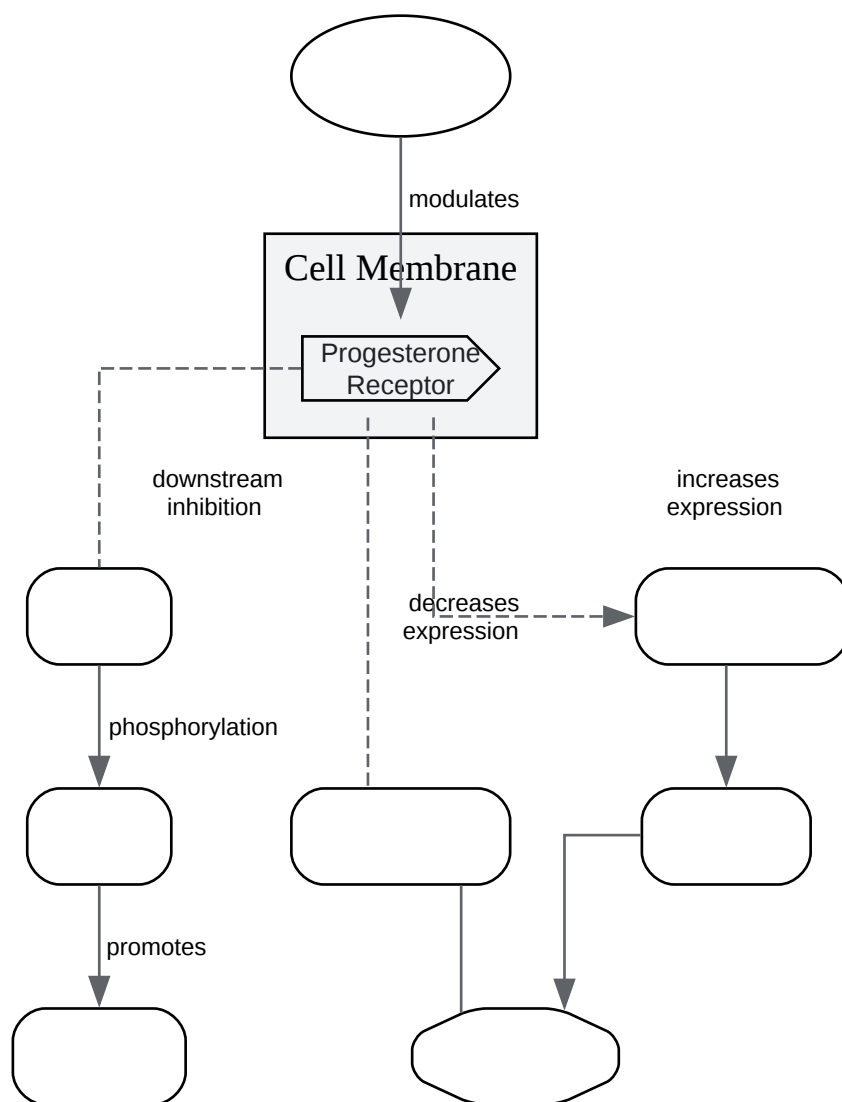 modulates
Cell Membrane
Progesterone
Receptor
downstream
inhibition
increases
expression
decreases
expression
phosphorylation
promotes